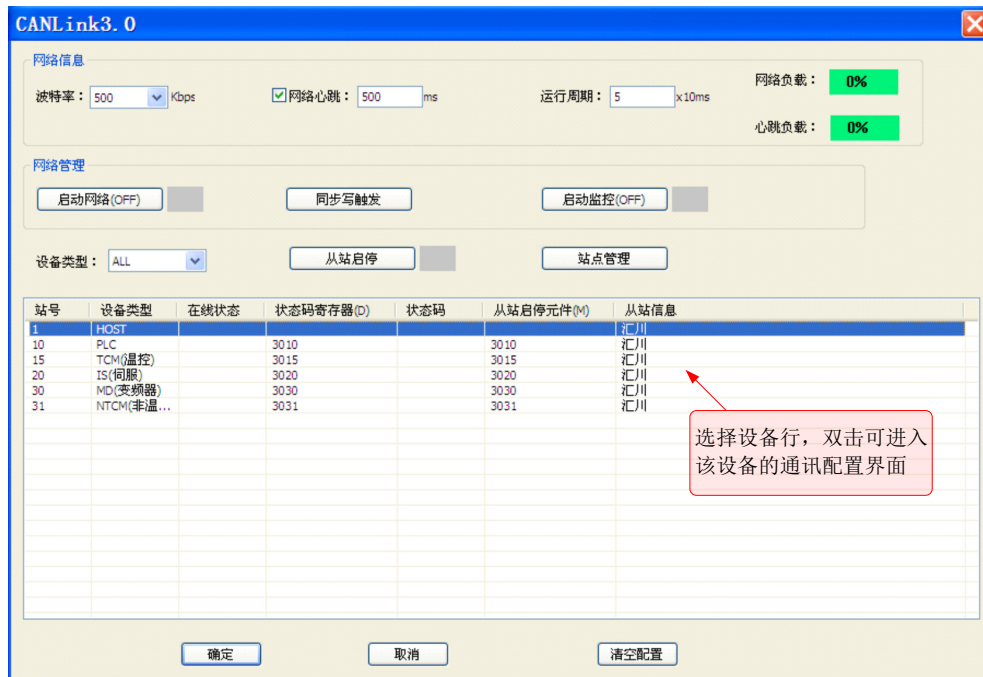 CANLink3.0
网络信息
波特率： 500 Kbps 网络心跳： 500 ms 运行周期： 5 x10ms 网络负载： 0%
心跳负载： 0%
网络管理
启动网络(OFF) 同步写触发 启动监控(OFF)
设备类型： ALL 从站启停 站点管理
站号 设备类型 在线状态 状态码寄存器(D) 状态码 从站启停元件(M) 从站信息
1 HOST 汇川
10 PLC 3010 3010 汇川
15 TCM(温控) 3015 3015 汇川
20 IS(伺服) 3020 3020 汇川
30 MD(变频器) 3030 3030 汇川
31 NTCM(非温... 3031 3031 汇川
选择设备行，双击可进入
该设备的通讯配置界面
确定 取消 清空配置